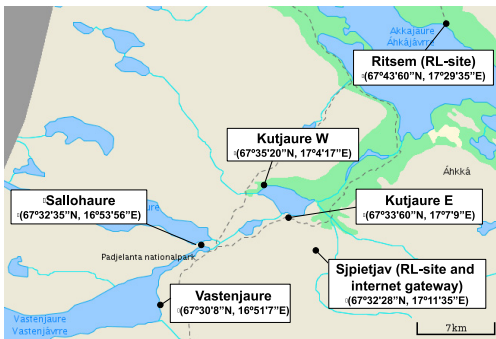 Akkajaure
Áhkájávrre
Ritsem (RL-site)
(67°43'60"N, 17°29'35"E)
Kutjaure W
(67°35'20"N, 17°4'17"E)
Áhkká
Sallohaure
(67°32'35"N, 16°53'56"E)
aure
Kutjaure E
(67°33'60"N, 17°7'9"E)
Padjelanta nationalpark
Sjpietjav (RL-site and
internet gateway)
(67°32'28"N, 17°11'35"E)
Vastenjaure
(67°30'8"N, 16°51'7"E)
Vastenjaure
Vastenjávrre
7km